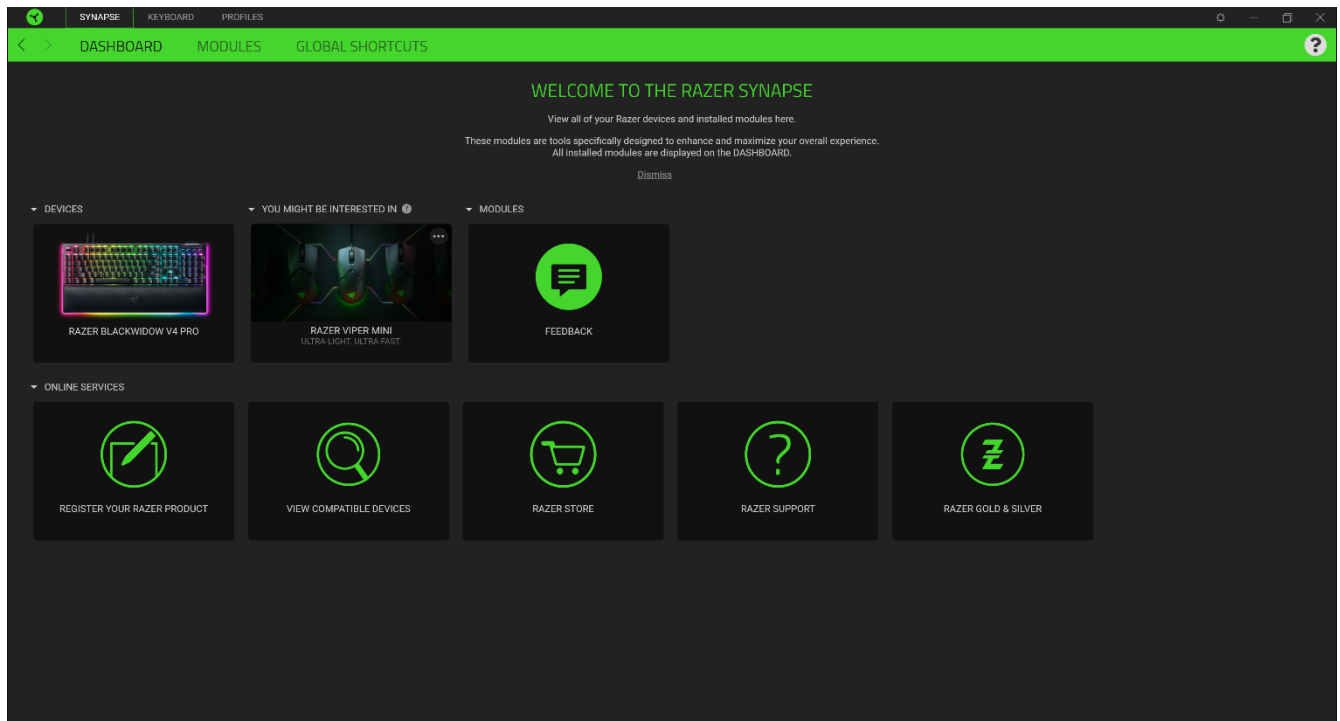 SYNAPSE KEYBOARD PROFILES
DASHBOARD MODULES GLOBAL SHORTCUTS ?
WELCOME TO THE RAZER SYNAPSE
View all of your Razer devices and installed modules here.
These modules are tools specifically designed to enhance and maximize your overall experience.
All installed modules are displayed on the DASHBOARD.
Dismiss
DEVICES
YOU MIGHT BE INTERESTED IN ?
MODULES
RAZER BLACKWIDOW V4 PRO
RAZER VIPER MINI
ULTRA-LIGHT. ULTRA-FAST.
FEEDBACK
ONLINE SERVICES
REGISTER YOUR RAZER PRODUCT
VIEW COMPATIBLE DEVICES
RAZER STORE
RAZER SUPPORT
RAZER GOLD & SILVER